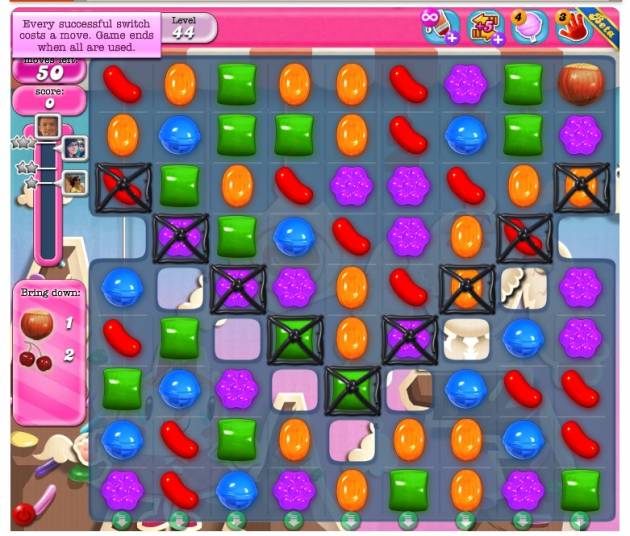 Every successful switch
costs a move. Game ends
when all are used.
Level
44
moves left:
50
score:
0
+5
4
3
Beta
Bring down:
1
2